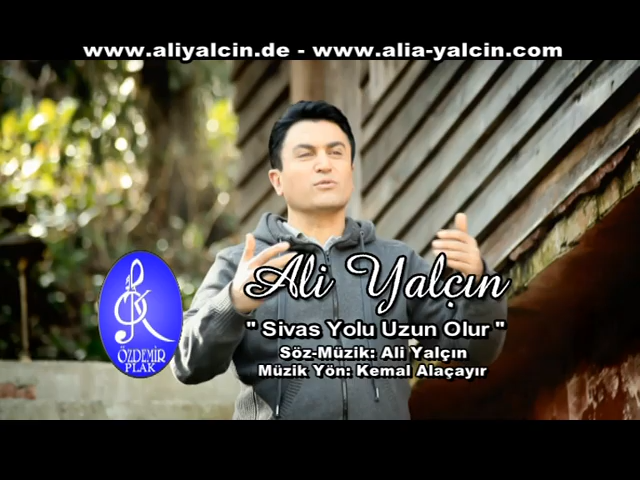 www.aliyalcin.de - www.alia-yalcin.com
Ali Yalçın
" Sivas Yolu Uzun Olur "
Söz-Müzik: Ali Yalçın
Müzik Yön: Kemal Alaçayır
ÖZDEMİR
PLAK